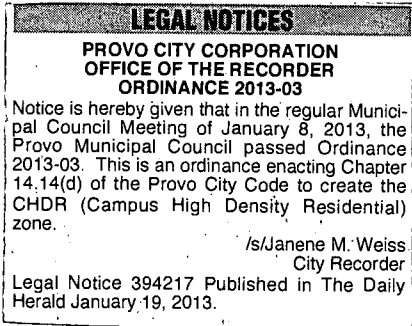 LEGAL NOTICES
PROVO CITY CORPORATION
OFFICE OF THE RECORDER
ORDINANCE 2013-03
Notice is hereby given that in the regular Munici-
pal Council Meeting of January 8, 2013, the
Provo Municipal Council passed Ordinance
2013-03. This is an ordinance enacting Chapter
14.14(d) of the Provo City Code to create the
CHDR (Campus High Density Residential)
zone.
/s/Janene M. Weiss
City Recorder
Legal Notice 394217 Published in The Daily
Herald January 19, 2013.